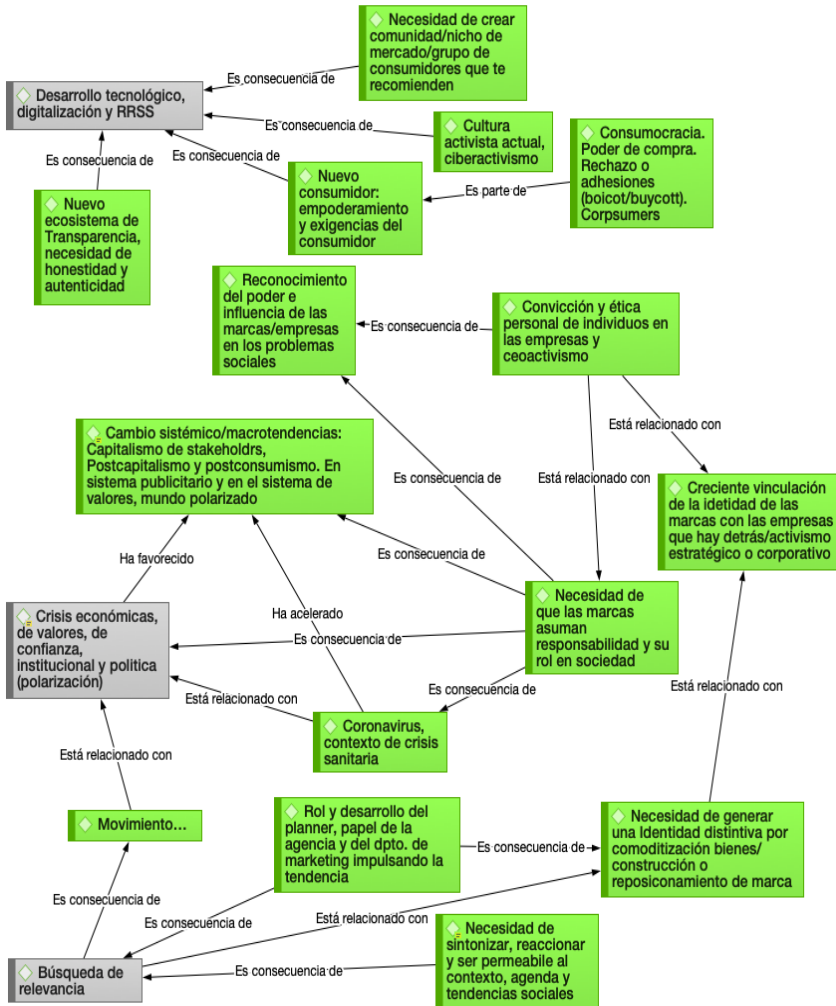 Necesidad de crear
comunidad/nicho de
mercado/grupo de
consumidores que te
recomienden
Es consecuencia de
Desarrollo tecnológico,
digitalización y RRSS
Es consecuencia de
Cultura
activista actual,
ciberactivismo
Consumocracia.
Poder de compra.
Rechazo o
adhesiones
(boicot/buycott).
Corpsumers
Es consecuencia de
Es consecuencia de
Nuevo
consumidor:
empoderamiento
y exigencias del
consumidor
Es parte de
Nuevo
ecosistema de
Transparencia,
necesidad de
honestidad y
autenticidad
Reconocimiento
del poder e
influencia de las
marcas/empresas
en los problemas
sociales
Es consecuencia de
Convicción y ética
personal de individuos en
las empresas y
ceoactivismo
Está relacionado con
Cambio sistémico/macrotendencias:
Capitalismo de stakeholdrs,
Postcapitalismo y postconsumismo. En
sistema publicitario y en el sistema de
valores, mundo polarizado
Es consecuencia de
Está relacionado con
Creciente vinculación
de la idetidad de las
marcas con las empresas
que hay detrás/activismo
estratégico o corporativo
Ha favorecido
Es consecuencia de
Crisis económicas,
de valores, de
confianza,
institucional y politica
(polarización)
Ha acelerado
Es consecuencia de
Necesidad de
que las marcas
asuman
responsabilidad y su
rol en sociedad
Está relacionado con
Es consecuencia de
Está relacionado con
Coronavirus,
contexto de crisis
sanitaria
Está relacionado con
Movimiento...
Rol y desarrollo del
planner, papel de la
agencia y del dpto. de
marketing impulsando la
tendencia
Es consecuencia de
Necesidad de generar
una Identidad distintiva por
comoditización bienes/
construcción o
reposiconamiento de marca
Es consecuencia de
Es consecuencia de
Está relacionado con
Búsqueda de
relevancia
Es consecuencia de
Necesidad de
sintonizar, reaccionar
y ser permeabile al
contexto, agenda y
tendencias sociales